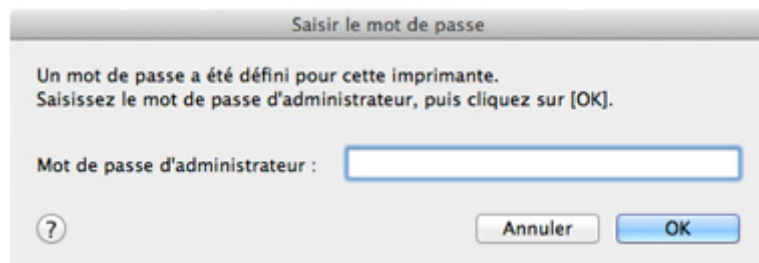 Saisir le mot de passe
Un mot de passe a été défini pour cette imprimante.
Saisissez le mot de passe d'administrateur, puis cliquez sur [OK].
Mot de passe d'administrateur :
? Annuler OK